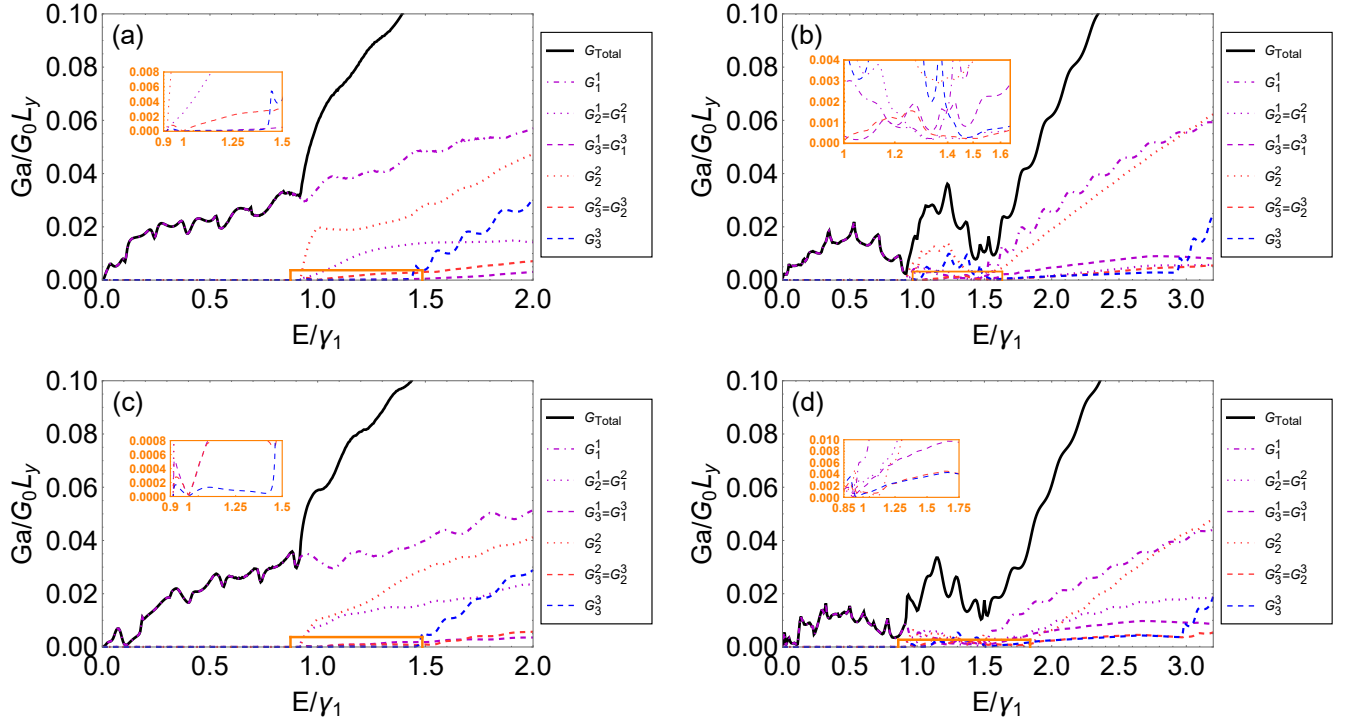 (a)
0.10
0.08
0.06
0.04
0.02
0.00
Ga/G₀L_y
0.0 0.5 1.0 1.5 2.0
E/γ₁
0.008
0.006
0.004
0.002
0.000
0.9 1 1.25 1.5
G_Total
G₁¹
G₂¹=G₁²
G₃¹=G₁³
G₂²
G₃²=G₂³
G₃³
(b)
0.10
0.08
0.06
0.04
0.02
0.00
Ga/G₀L_y
0.0 0.5 1.0 1.5 2.0 2.5 3.0
E/γ₁
0.004
0.003
0.002
0.001
0.000
1 1.2 1.4 1.6
G_Total
G₁¹
G₂¹=G₁²
G₃¹=G₁³
G₂²
G₃²=G₂³
G₃³
(c)
0.10
0.08
0.06
0.04
0.02
0.00
Ga/G₀L_y
0.0 0.5 1.0 1.5 2.0
E/γ₁
0.0008
0.0006
0.0004
0.0002
0.0000
0.9 1 1.25 1.5
G_Total
G₁¹
G₂¹=G₁²
G₃¹=G₁³
G₂²
G₃²=G₂³
G₃³
(d)
0.10
0.08
0.06
0.04
0.02
0.00
Ga/G₀L_y
0.0 0.5 1.0 1.5 2.0 2.5 3.0
E/γ₁
0.010
0.008
0.006
0.004
0.002
0.000
0.85 1 1.25 1.5 1.75
G_Total
G₁¹
G₂¹=G₁²
G₃¹=G₁³
G₂²
G₃²=G₂³
G₃³